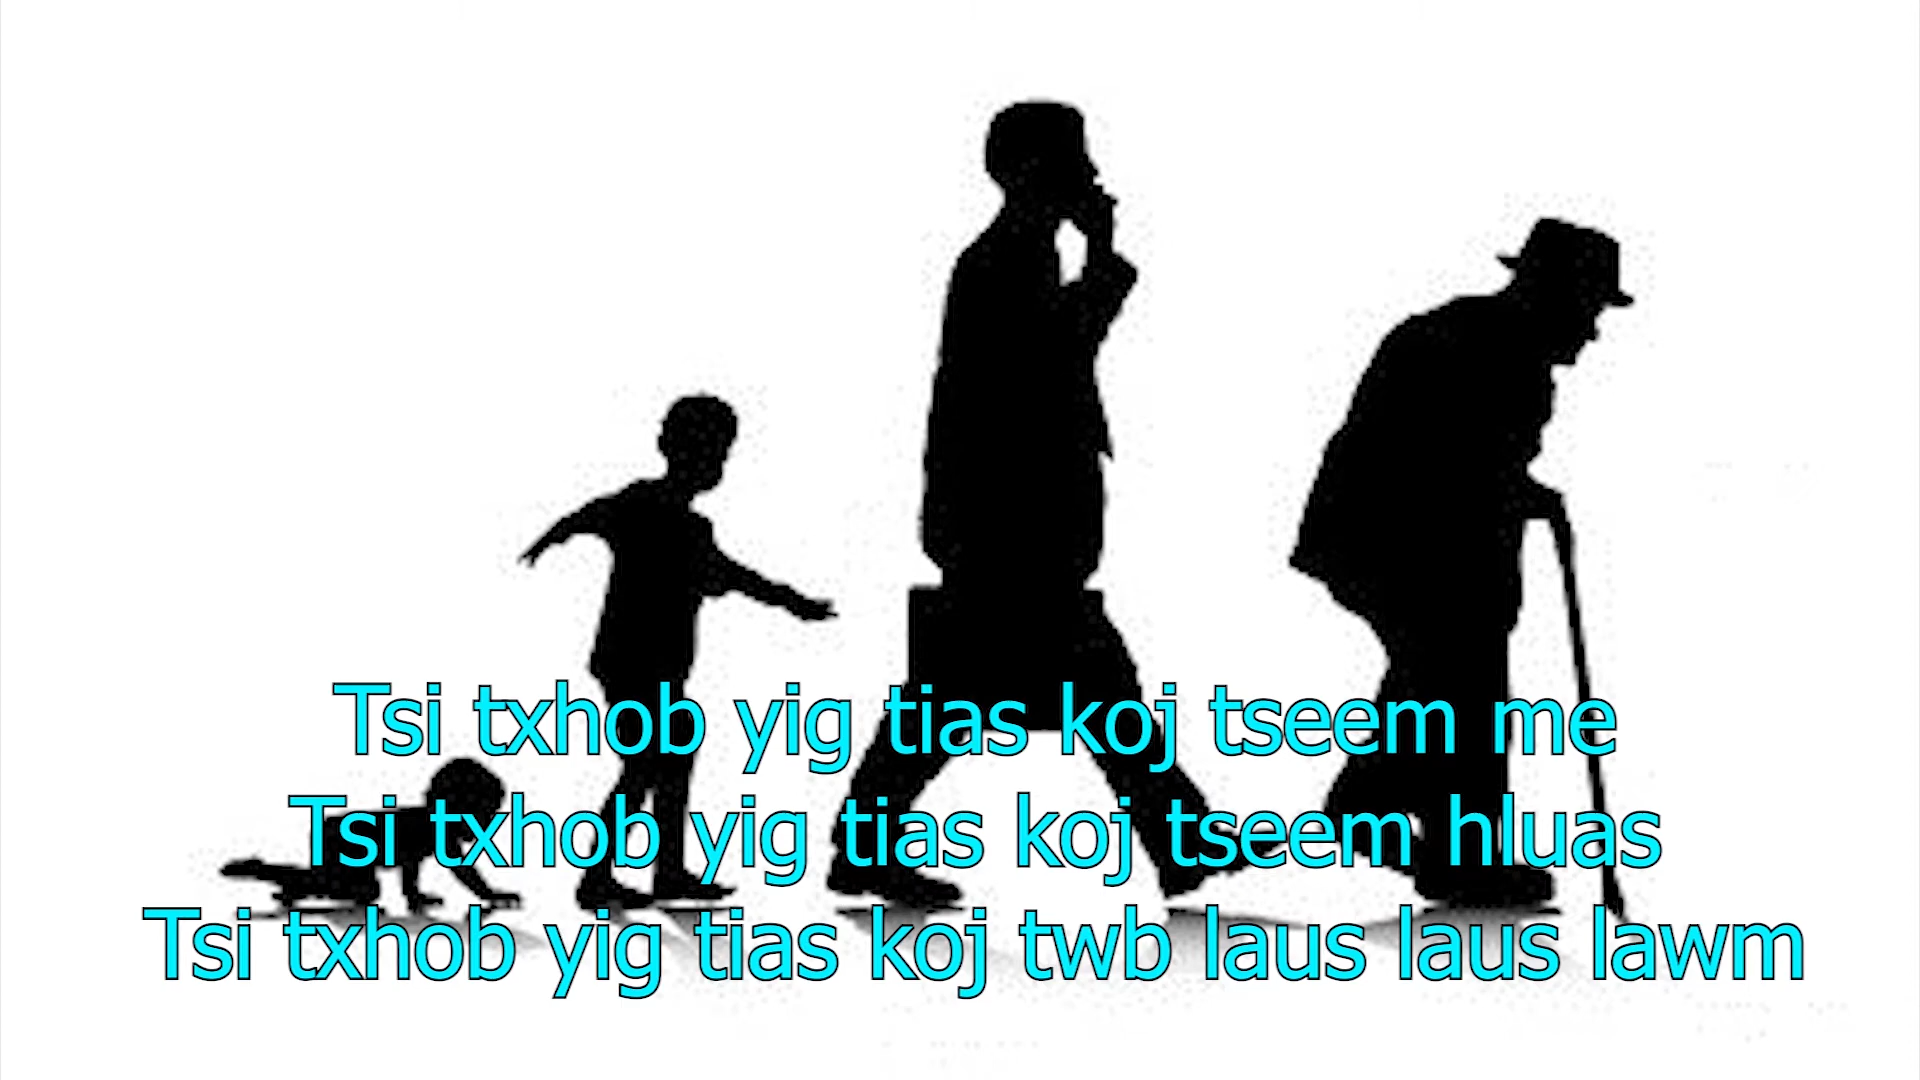 Tsi txhob yig tias koj tseem me
Tsi txhob yig tias koj tseem hluas
Tsi txhob yig tias koj twb laus laus lawm